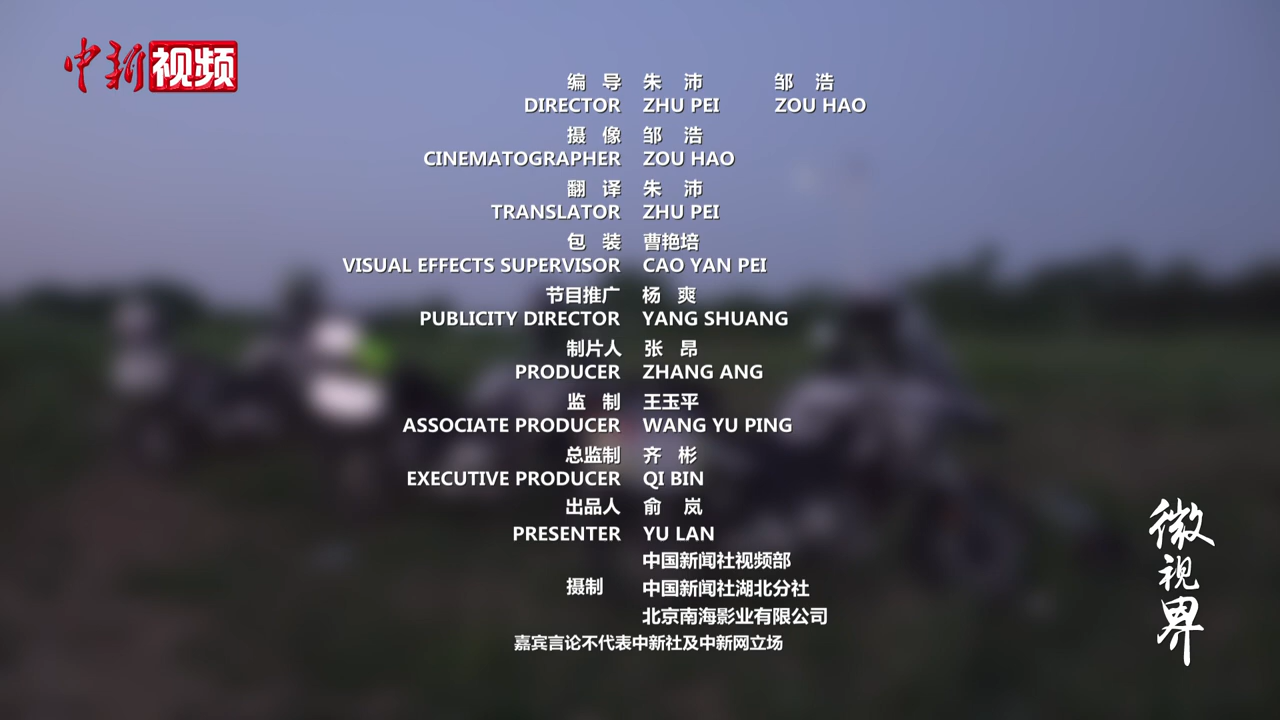 中新视频
编 导 朱 沛 邹 浩
DIRECTOR ZHU PEI ZOU HAO
摄 像 邹 浩
CINEMATOGRAPHER ZOU HAO
翻 译 朱 沛
TRANSLATOR ZHU PEI
包 装 曹艳培
VISUAL EFFECTS SUPERVISOR CAO YAN PEI
节目推广 杨 爽
PUBLICITY DIRECTOR YANG SHUANG
制片人 张 昂
PRODUCER ZHANG ANG
监 制 王玉平
ASSOCIATE PRODUCER WANG YU PING
总监制 齐 彬
EXECUTIVE PRODUCER QI BIN
出品人 俞 岚
PRESENTER YU LAN
中国新闻社视频部
摄制 中国新闻社湖北分社
北京南海影业有限公司
嘉宾言论不代表中新社及中新网立场
微视界